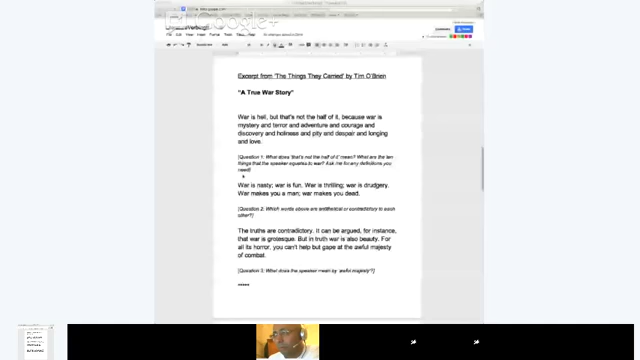 Google+
Excerpt from 'The Things They Carried' by Tim O'Brien
"A True War Story"
War is hell, but that's not the half of it, because war is
mystery and terror and adventure and courage and
discovery and holiness and pity and despair and longing
and love.
[Question 1: What does 'that's not the half of it' mean? What are the ten
things that the speaker equates to war? Ask me for any definitions you
need!]
War is nasty; war is fun. War is thrilling; war is drudgery.
War makes you a man; war makes you dead.
[Question 2: Which words above are antithetical or contradictory to each
other?]
The truths are contradictory. It can be argued, for instance,
that war is grotesque. But in truth war is also beauty. For
all its horror, you can't help but gape at the awful majesty
of combat.
[Question 3: What does the speaker mean by 'awful majesty'?]
*****